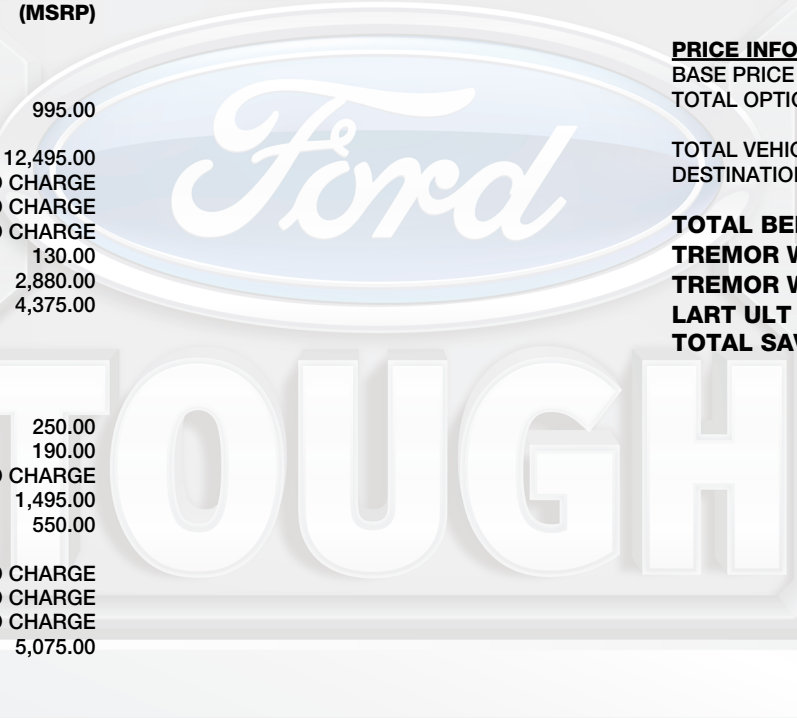 (MSRP)
995.00
12,495.00
O CHARGE
O CHARGE
O CHARGE
130.00
2,880.00
4,375.00
250.00
190.00
O CHARGE
1,495.00
550.00
O CHARGE
O CHARGE
O CHARGE
5,075.00
Ford
TOUGH
PRICE INFO
BASE PRICE
TOTAL OPTIO
TOTAL VEHIC
DESTINATION
TOTAL BE
TREMOR W
TREMOR W
LART ULT
TOTAL SAV